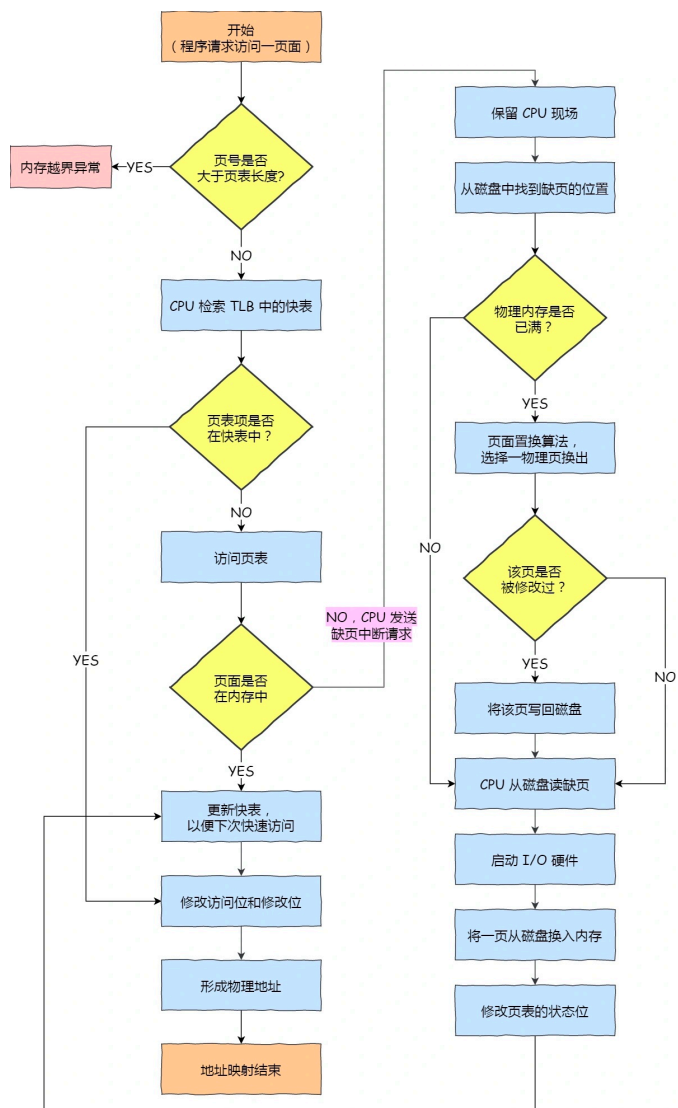 开始
（程序请求访问一页面）
页号是否
大于页表长度?
YES
内存越界异常
NO
CPU 检索 TLB 中的快表
页表项是否
在快表中？
YES
NO
访问页表
页面是否
在内存中
NO，CPU 发送
缺页中断请求
YES
更新快表，
以便下次快速访问
修改访问位和修改位
形成物理地址
地址映射结束
保留 CPU 现场
从磁盘中找到缺页的位置
物理内存是否
已满？
NO
YES
页面置换算法，
选择一物理页换出
该页是否
被修改过？
NO
YES
将该页写回磁盘
CPU 从磁盘读缺页
启动 I/O 硬件
将一页从磁盘换入内存
修改页表的状态位